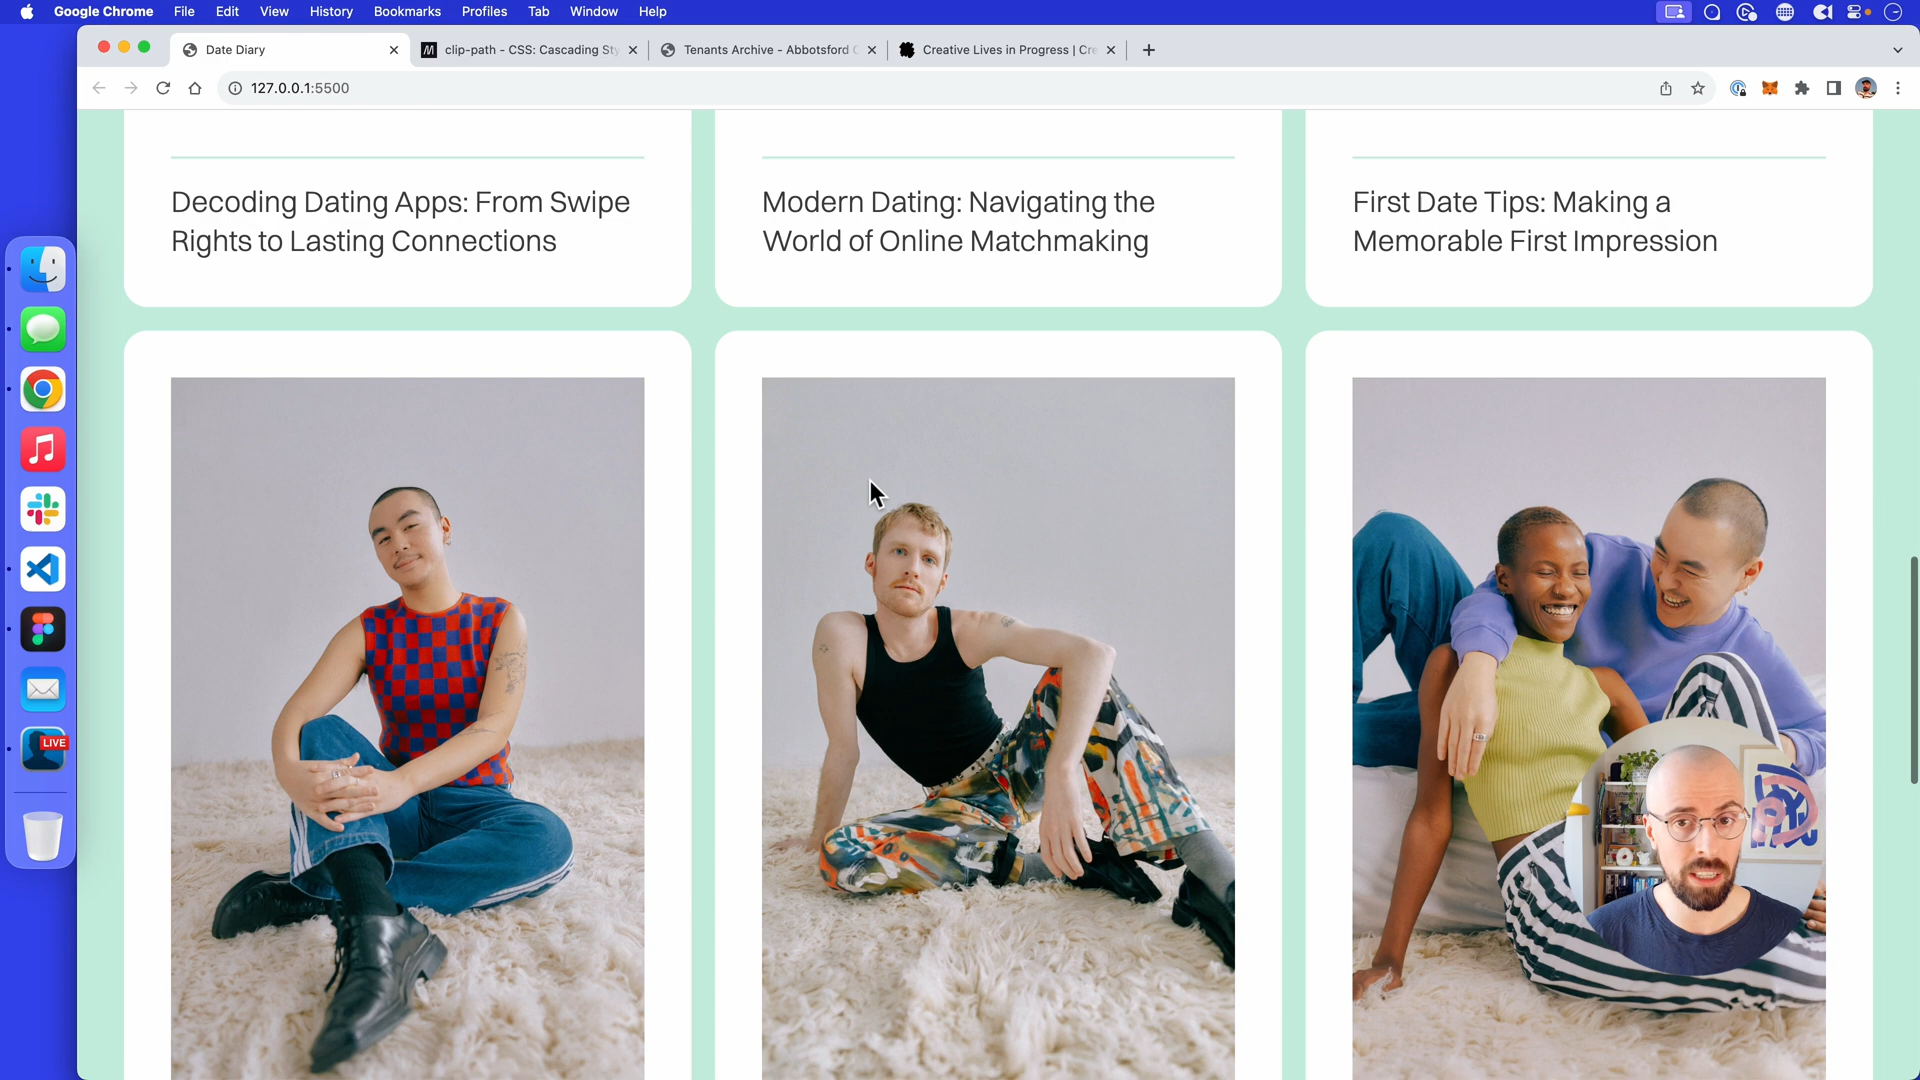 Google Chrome File Edit View History Bookmarks Profiles Tab Window Help
Date Diary
clip-path - CSS: Cascading Sty
Tenants Archive - Abbotsford C
Creative Lives in Progress | Cre
127.0.0.1:5500
Decoding Dating Apps: From Swipe
Rights to Lasting Connections
Modern Dating: Navigating the
World of Online Matchmaking
First Date Tips: Making a
Memorable First Impression
LIVE